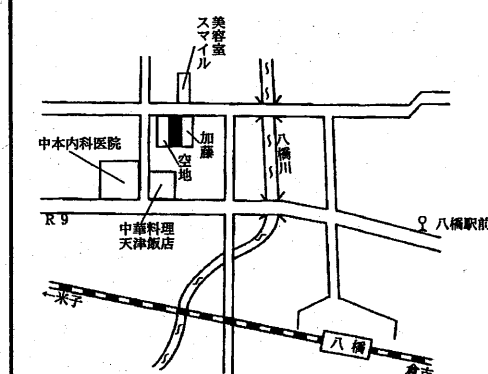 美容室
スマイル
中本内科医院
加藤
空地
八橋川
R9
中華料理
天津飯店
八橋駅前
←米子
八橋
倉吉